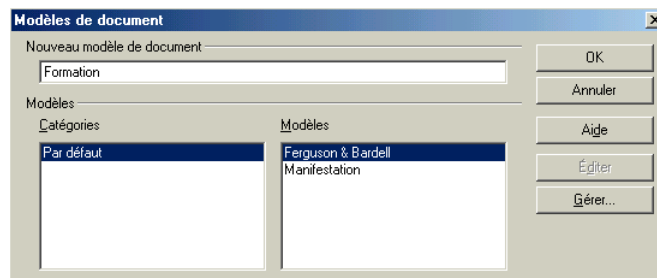 Modèles de document
Nouveau modèle de document
Formation
Modèles
Catégories
Modèles
Par défaut
Ferguson & Bardell
Manifestation
OK
Annuler
Aide
Éditer
Gérer...